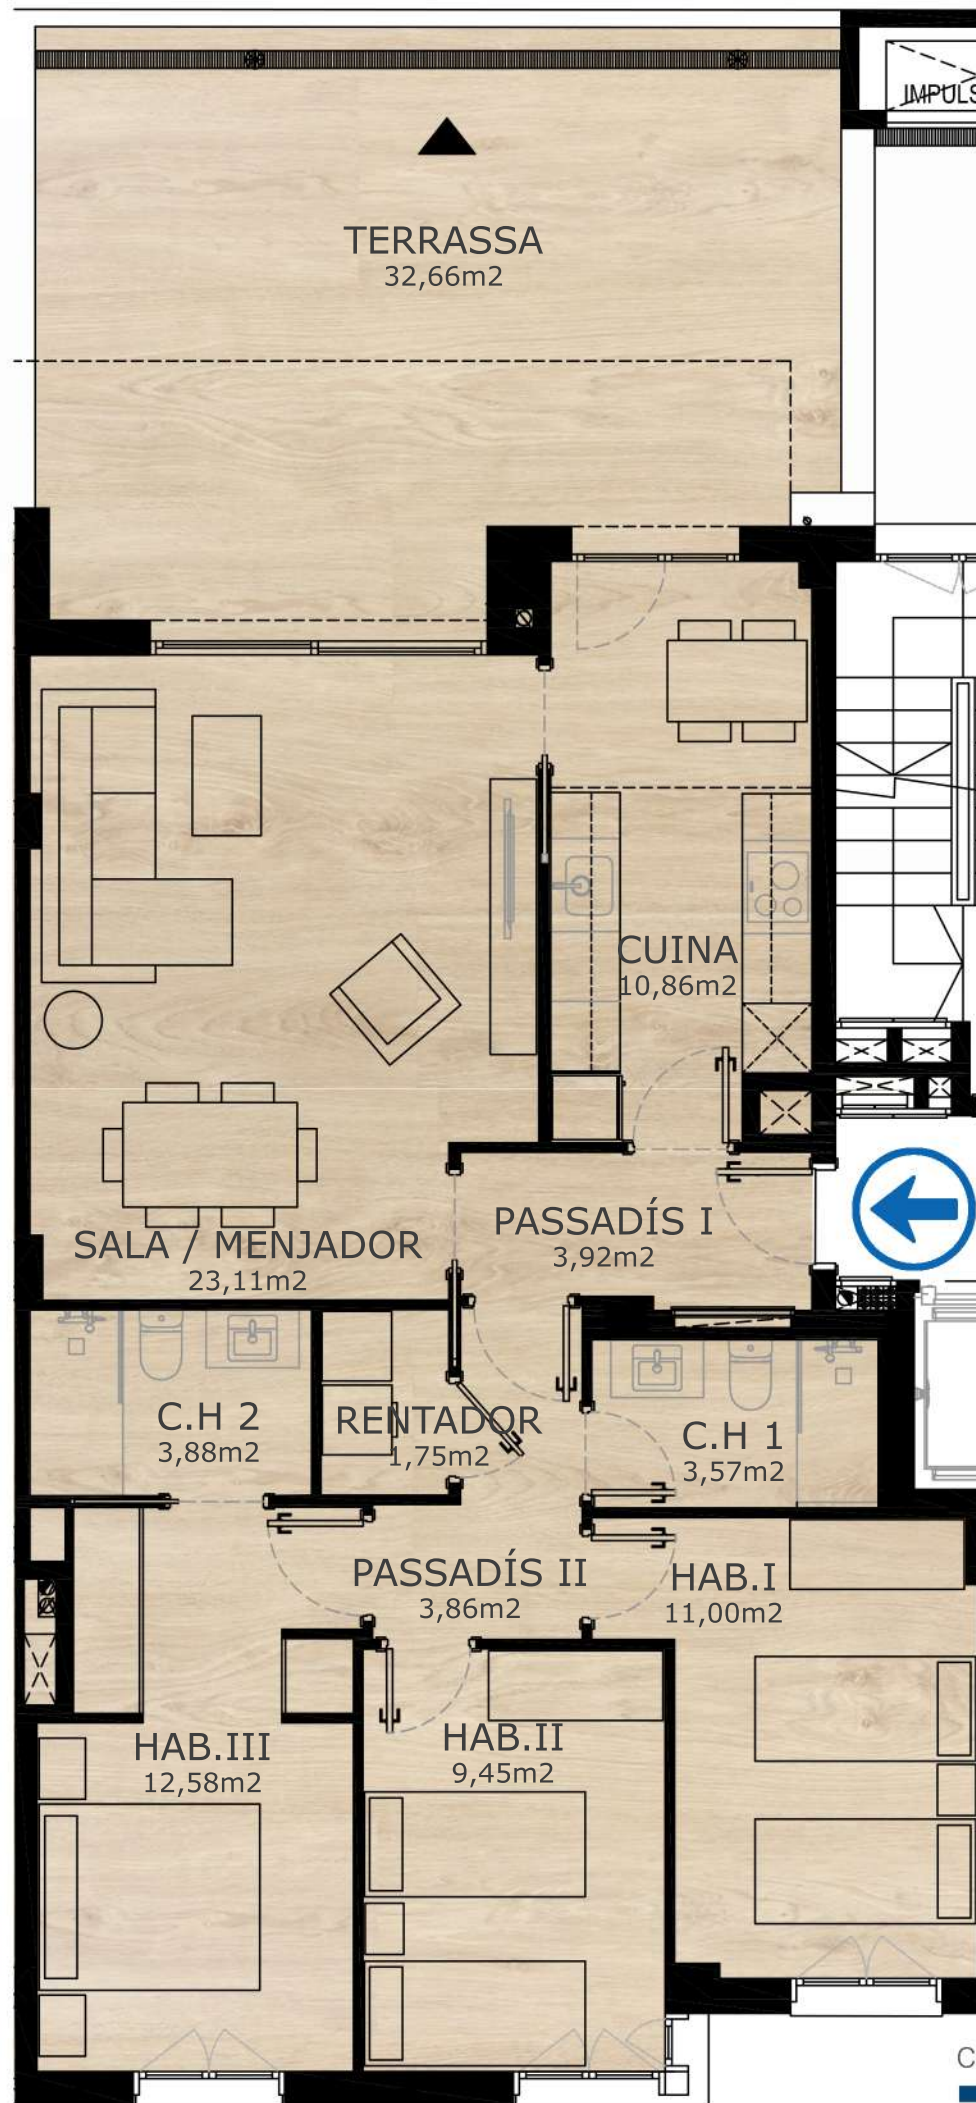 IMPULS
TERRASSA
32,66m2
CUINA
10,86m2
PASSADÍS I
3,92m2
SALA / MENJADOR
23,11m2
C.H 2
3,88m2
RENTADOR
1,75m2
C.H 1
3,57m2
PASSADÍS II
3,86m2
HAB.I
11,00m2
HAB.III
12,58m2
HAB.II
9,45m2
C